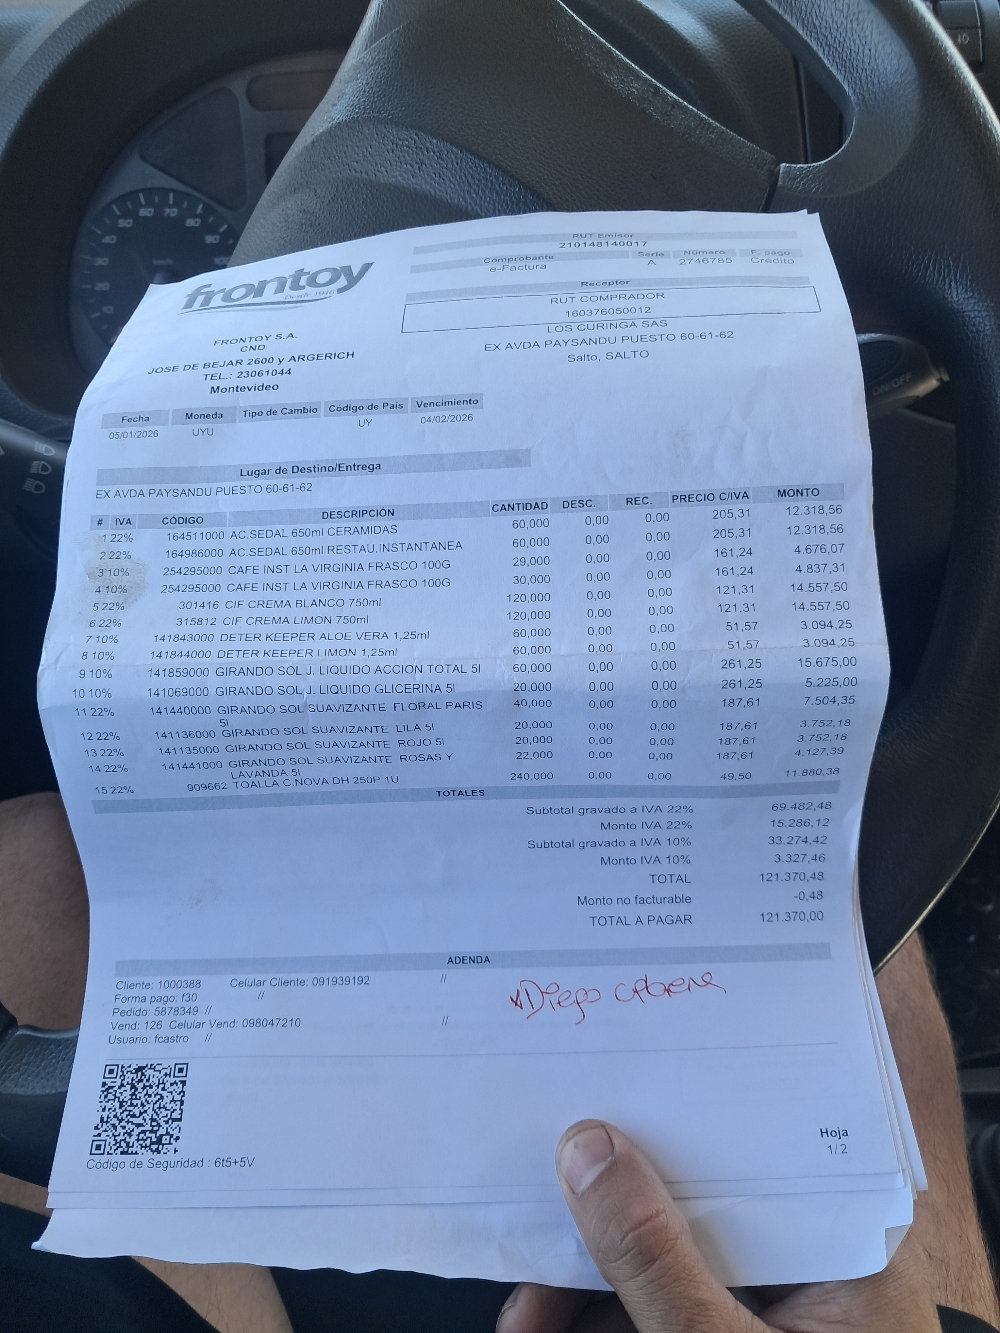 frontoy
Desde 1946
FRONTOY S.A.
CND
JOSE DE BEJAR 2600 y ARGERICH
TEL.: 23061044
Montevideo
RUT Emisor
210148140017
Comprobante Serie Número F. pago
e-Factura A 2746785 Crédito
Receptor
RUT COMPRADOR
160376050012
LOS CURINGA SAS
EX AVDA PAYSANDU PUESTO 60-61-62
Salto, SALTO
Fecha Moneda Tipo de Cambio Código de País Vencimiento
05/01/2026 UYU UY 04/02/2026
Lugar de Destino/Entrega
EX AVDA PAYSANDU PUESTO 60-61-62
# IVA CÓDIGO DESCRIPCIÓN CANTIDAD DESC. REC. PRECIO C/IVA MONTO
1 22% 164511000 AC.SEDAL 650ml CERAMIDAS 60,000 0,00 0,00 205,31 12.318,56
2 22% 164986000 AC.SEDAL 650ml RESTAU.INSTANTANEA 60,000 0,00 0,00 205,31 12.318,56
3 10% 254295000 CAFE INST LA VIRGINIA FRASCO 100G 29,000 0,00 0,00 161,24 4.676,07
4 10% 254295000 CAFE INST LA VIRGINIA FRASCO 100G 30,000 0,00 0,00 161,24 4.837,31
5 22% 301416 CIF CREMA BLANCO 750ml 120,000 0,00 0,00 121,31 14.557,50
6 22% 315812 CIF CREMA LIMON 750ml 120,000 0,00 0,00 121,31 14.557,50
7 10% 141843000 DETER KEEPER ALOE VERA 1,25ml 60,000 0,00 0,00 51,57 3.094,25
8 10% 141844000 DETER KEEPER LIMON 1,25ml 60,000 0,00 0,00 51,57 3.094,25
9 10% 141859000 GIRANDO SOL J. LIQUIDO ACCION TOTAL 5l 60,000 0,00 0,00 261,25 15.675,00
10 10% 141069000 GIRANDO SOL J. LIQUIDO GLICERINA 5l 20,000 0,00 0,00 261,25 5.225,00
11 22% 141440000 GIRANDO SOL SUAVIZANTE FLORAL PARIS 40,000 0,00 0,00 187,61 7.504,35
5l
12 22% 141136000 GIRANDO SOL SUAVIZANTE LILA 5l 20,000 0,00 0,00 187,61 3.752,18
13 22% 141135000 GIRANDO SOL SUAVIZANTE ROJO 5l 20,000 0,00 0,00 187,61 3.752,18
14 22% 141441000 GIRANDO SOL SUAVIZANTE ROSAS Y 22,000 0,00 0,00 187,61 4.127,39
LAVANDA 5l
15 22% 909662 TOALLA C.NOVA DH 250P 1U 240,000 0,00 0,00 49,50 11.880,38
TOTALES
Subtotal gravado a IVA 22% 69.482,48
Monto IVA 22% 15.286,12
Subtotal gravado a IVA 10% 33.274,42
Monto IVA 10% 3.327,46
TOTAL 121.370,48
Monto no facturable -0,48
TOTAL A PAGAR 121.370,00
ADENDA
Cliente: 1000388 Celular Cliente: 091939192 //
Forma pago: f30 //
Pedido: 5878349 //
Vend: 126 Celular Vend: 098047210 //
Usuario: fcastro //
Diego
Código de Seguridad : 6t5+5V
Hoja
1/2
ON/OFF